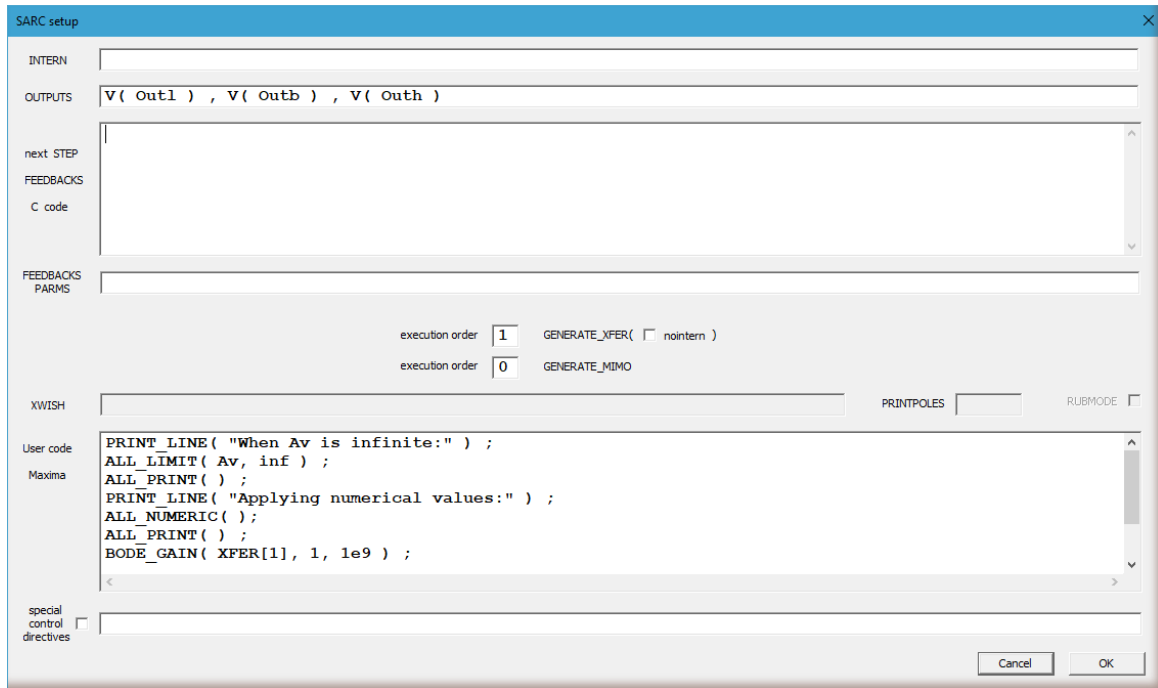 SARC setup
INTERN
OUTPUTS V( Outl ) , V( Outb ) , V( Outh )
next STEP
FEEDBACKS
C code
FEEDBACKS
PARMS
execution order 1 GENERATE_XFER( nointern )
execution order 0 GENERATE_MIMO
XWISH PRINTPOLES RUBMODE
User code
Maxima
PRINT_LINE( "When Av is infinite:" ) ;
ALL_LIMIT( Av, inf ) ;
ALL_PRINT( ) ;
PRINT_LINE( "Applying numerical values:" ) ;
ALL_NUMERIC( );
ALL_PRINT( ) ;
BODE_GAIN( XFER[1], 1, 1e9 ) ;
special
control
directives
Cancel OK